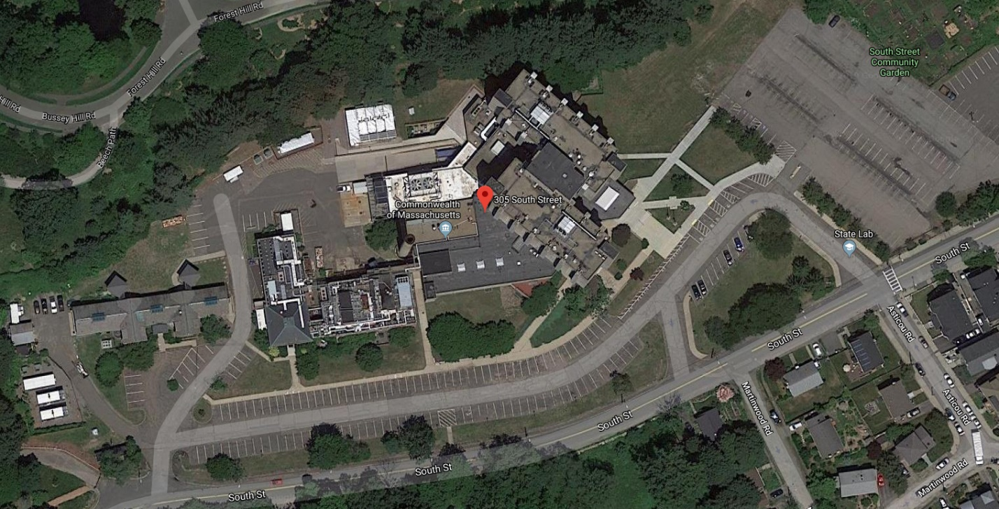 Forest Hill Rd
Forest Hill Rd
Hill Rd
Bussey Hill Rd
Beech Path
South Street
Community
Garden
305 South Street
Commonwealth
of Massachusetts
State Lab
South St
South St
South St
South St
South St
Asticou Rd
Asticou Rd
Martinwood Rd
Martinwood Rd